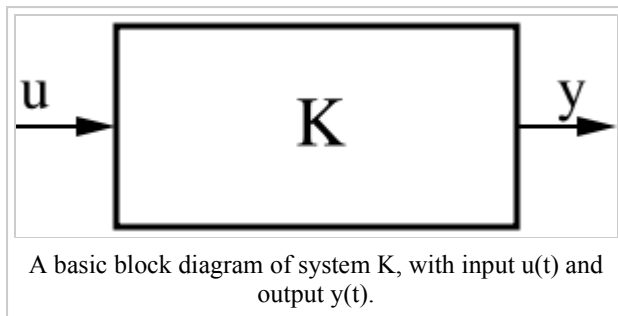 u
K
y
A basic block diagram of system K, with input u(t) and
output y(t).